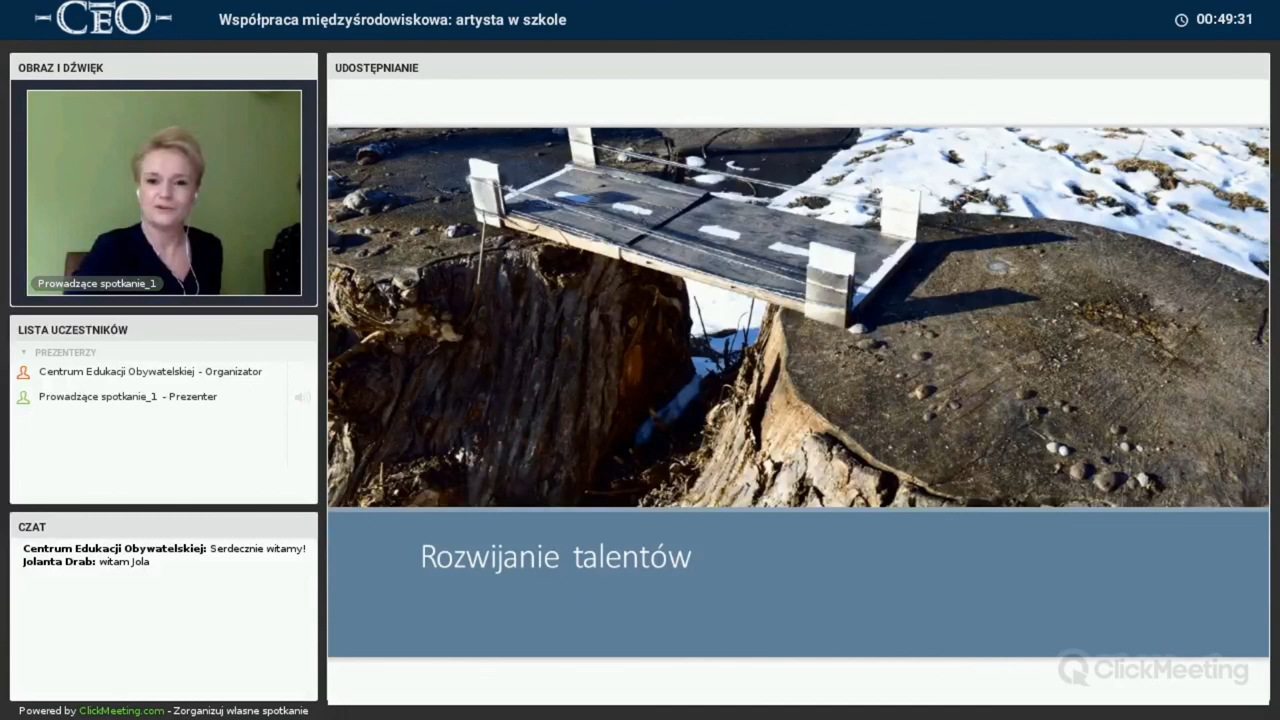 CEO
Współpraca międzyśrodowiskowa: artysta w szkole
00:49:31
OBRAZ I DŹWIĘK
Prowadzące spotkanie_1
LISTA UCZESTNIKÓW
PREZENTERZY
Centrum Edukacji Obywatelskiej - Organizator
Prowadzące spotkanie_1 - Prezenter
CZAT
Centrum Edukacji Obywatelskiej: Serdecznie witamy!
Jolanta Drab: witam Jola
Powered by ClickMeeting.com - Zorganizuj własne spotkanie
UDOSTĘPNIANIE
Rozwijanie talentów
ClickMeeting